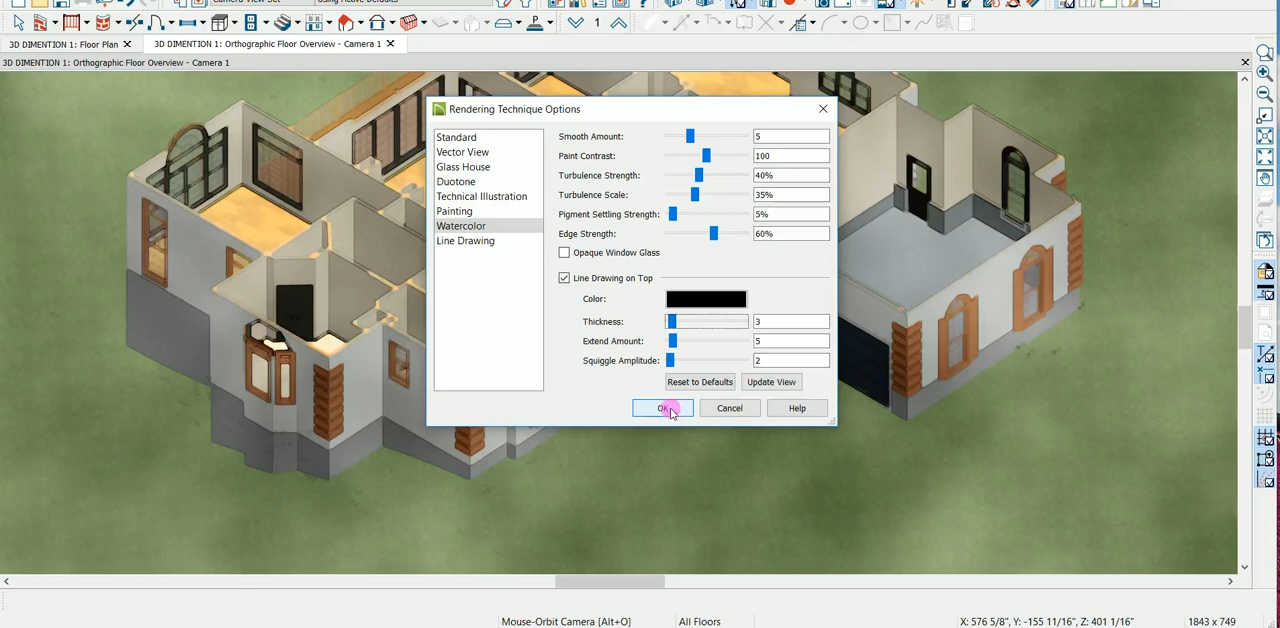 3D DIMENTION 1: Floor Plan
3D DIMENTION 1: Orthographic Floor Overview - Camera 1
3D DIMENTION 1: Orthographic Floor Overview - Camera 1
1
Rendering Technique Options
Standard
Vector View
Glass House
Duotone
Technical Illustration
Painting
Watercolor
Line Drawing
Smooth Amount: 5
Paint Contrast: 100
Turbulence Strength: 40%
Turbulence Scale: 35%
Pigment Settling Strength: 5%
Edge Strength: 60%
Opaque Window Glass
Line Drawing on Top
Color:
Thickness: 3
Extend Amount: 5
Squiggle Amplitude: 2
Reset to Defaults Update View
OK Cancel Help
Mouse-Orbit Camera [Alt+O] All Floors X: 576 5/8", Y: -155 11/16", Z: 401 1/16" 1843 x 749